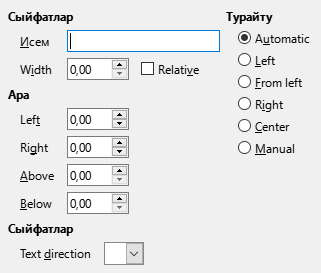 Сыйфатлар
Исем
Width 0,00 Relative
Ара
Left 0,00
Right 0,00
Above 0,00
Below 0,00
Сыйфатлар
Text direction
Турайту
Automatic
Left
From left
Right
Center
Manual